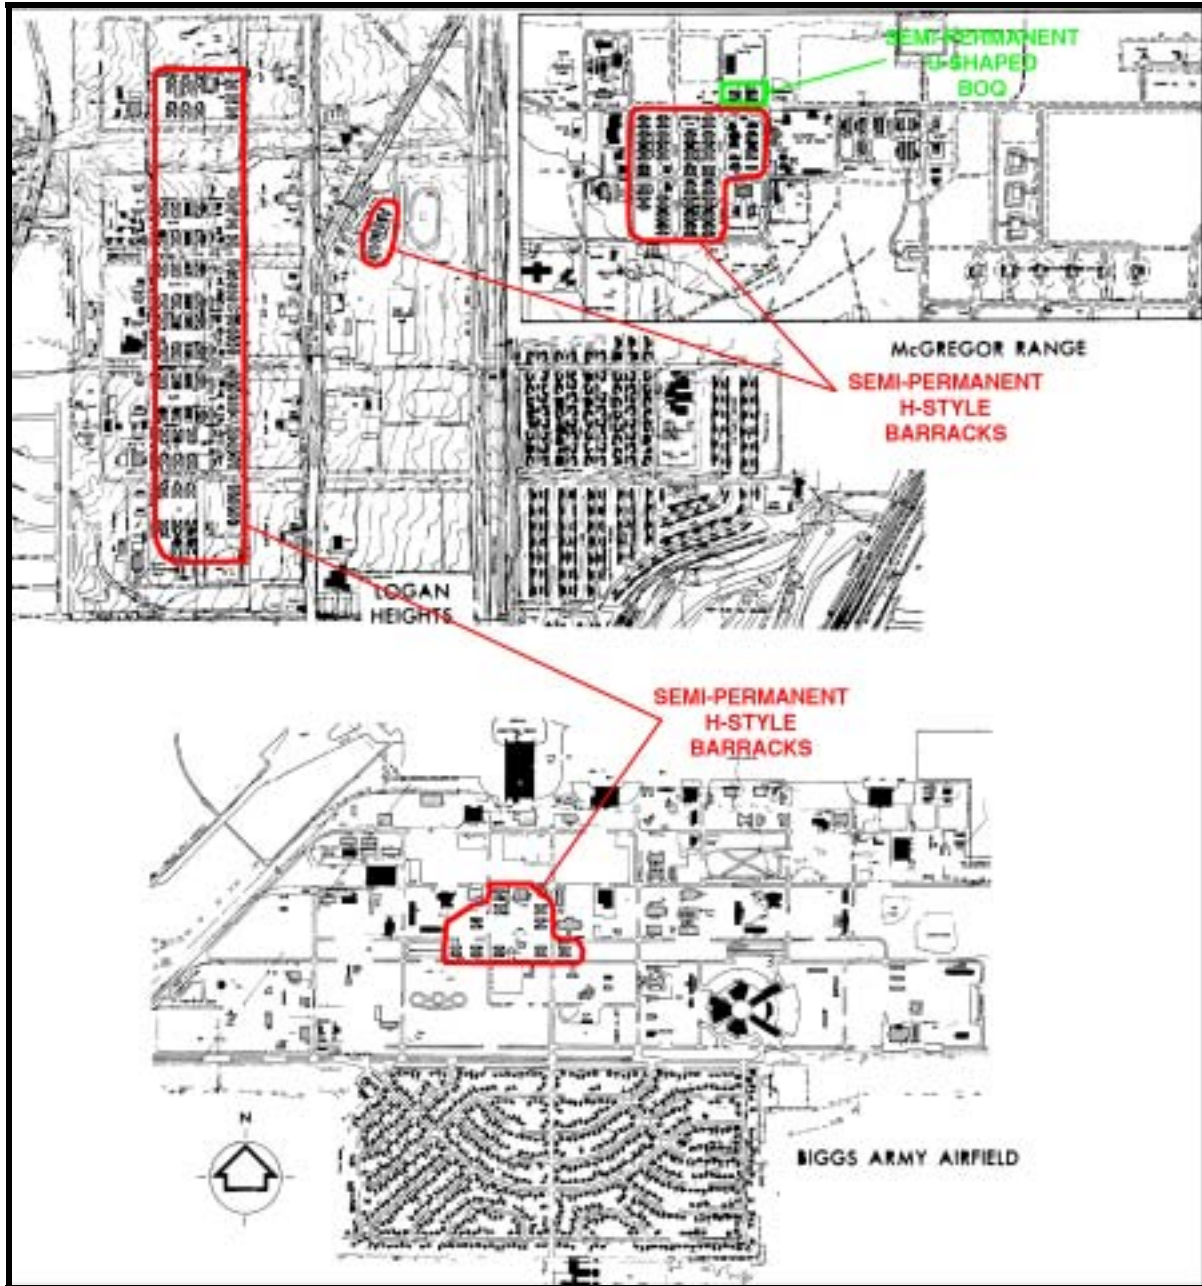 SEMI-PERMANENT
U-SHAPED
BOQ
McGREGOR RANGE
SEMI-PERMANENT
H-STYLE
BARRACKS
LOGAN
HEIGHTS
SEMI-PERMANENT
H-STYLE
BARRACKS
N
BIGGS ARMY AIRFIELD